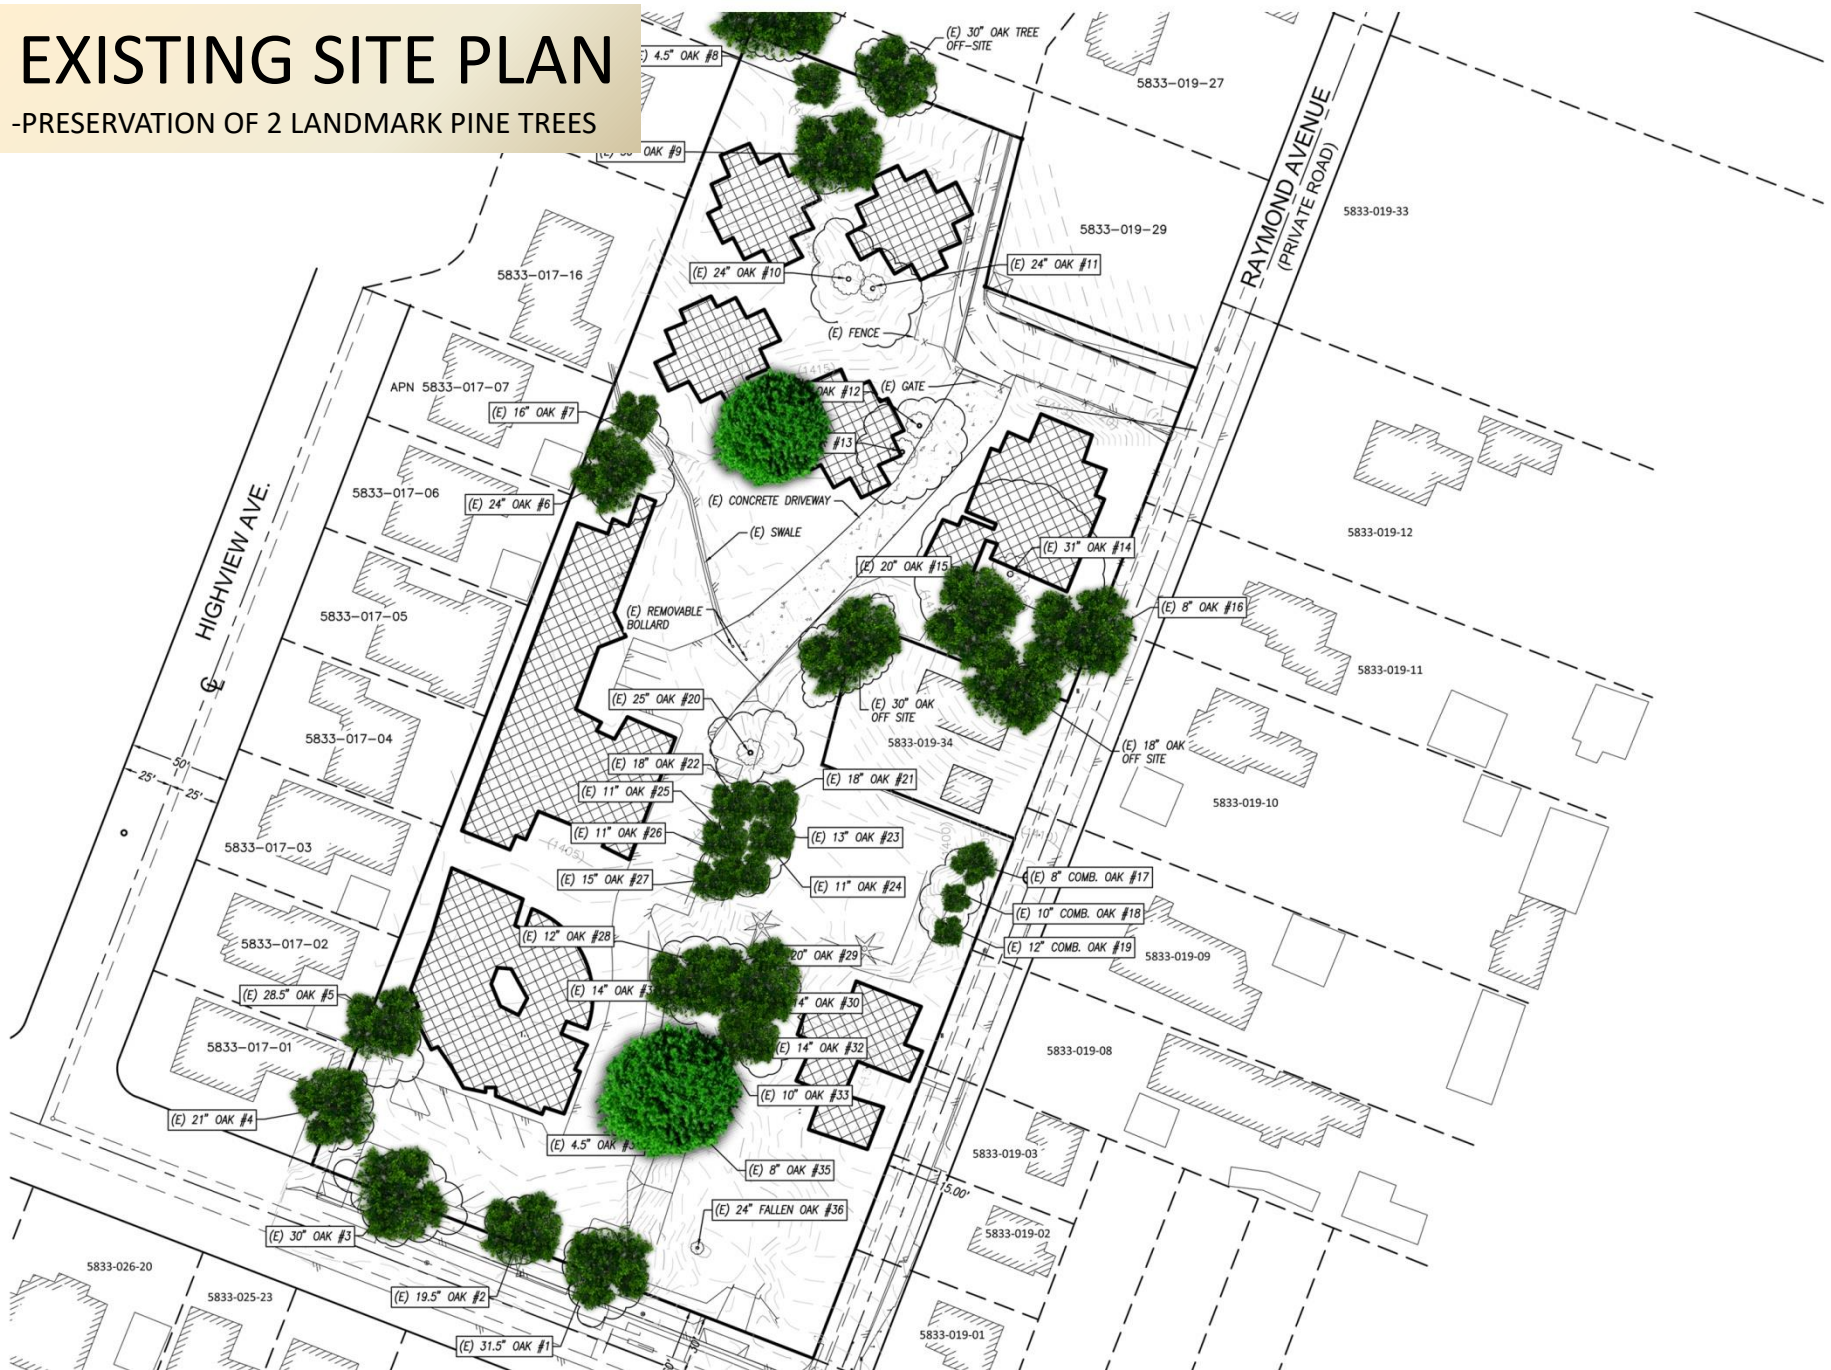 EXISTING SITE PLAN
-PRESERVATION OF 2 LANDMARK PINE TREES
(E) 30" OAK TREE
OFF-SITE
4.5" OAK #8
5833-019-27
OAK #9
RAYMOND AVENUE
(PRIVATE ROAD)
5833-019-33
5833-019-29
5833-017-16
(E) 24" OAK #10
(E) 24" OAK #11
(E) FENCE
(1415)
APN 5833-017-07
OAK #12
(E) GATE
(E) 16" OAK #7
#13
5833-017-06
(E) 24" OAK #6
(E) CONCRETE DRIVEWAY
(E) SWALE
5833-019-12
(E) 31" OAK #14
(E) 20" OAK #15
HIGHVIEW AVE.
5833-017-05
(E) REMOVABLE
BOLLARD
(E) 8" OAK #16
5833-019-11
(E) 25" OAK #20
(E) 30" OAK
OFF SITE
5833-019-34
5833-017-04
(E) 18" OAK
OFF SITE
50'
25'
25'
(E) 18" OAK #22
(E) 18" OAK #21
(E) 11" OAK #25
5833-019-10
(E) 11" OAK #26
(E) 13" OAK #23
(1400)
(1410)
5833-017-03
(1405)
(E) 15" OAK #27
(E) 11" OAK #24
(E) 8" COMB. OAK #17
(E) 10" COMB. OAK #18
(E) 12" COMB. OAK #19
5833-017-02
(E) 12" OAK #28
20" OAK #29
5833-019-09
(E) 28.5" OAK #5
(E) 14" OAK
4" OAK #30
5833-017-01
(E) 14" OAK #32
5833-019-08
(E) 10" OAK #33
(E) 21" OAK #4
(E) 4.5" OAK
(E) 8" OAK #35
5833-019-03
15.00'
(E) 24" FALLEN OAK #36
(E) 30" OAK #3
5833-019-02
5833-026-20
(E) 19.5" OAK #2
5833-025-23
(E) 31.5" OAK #1
5833-019-01